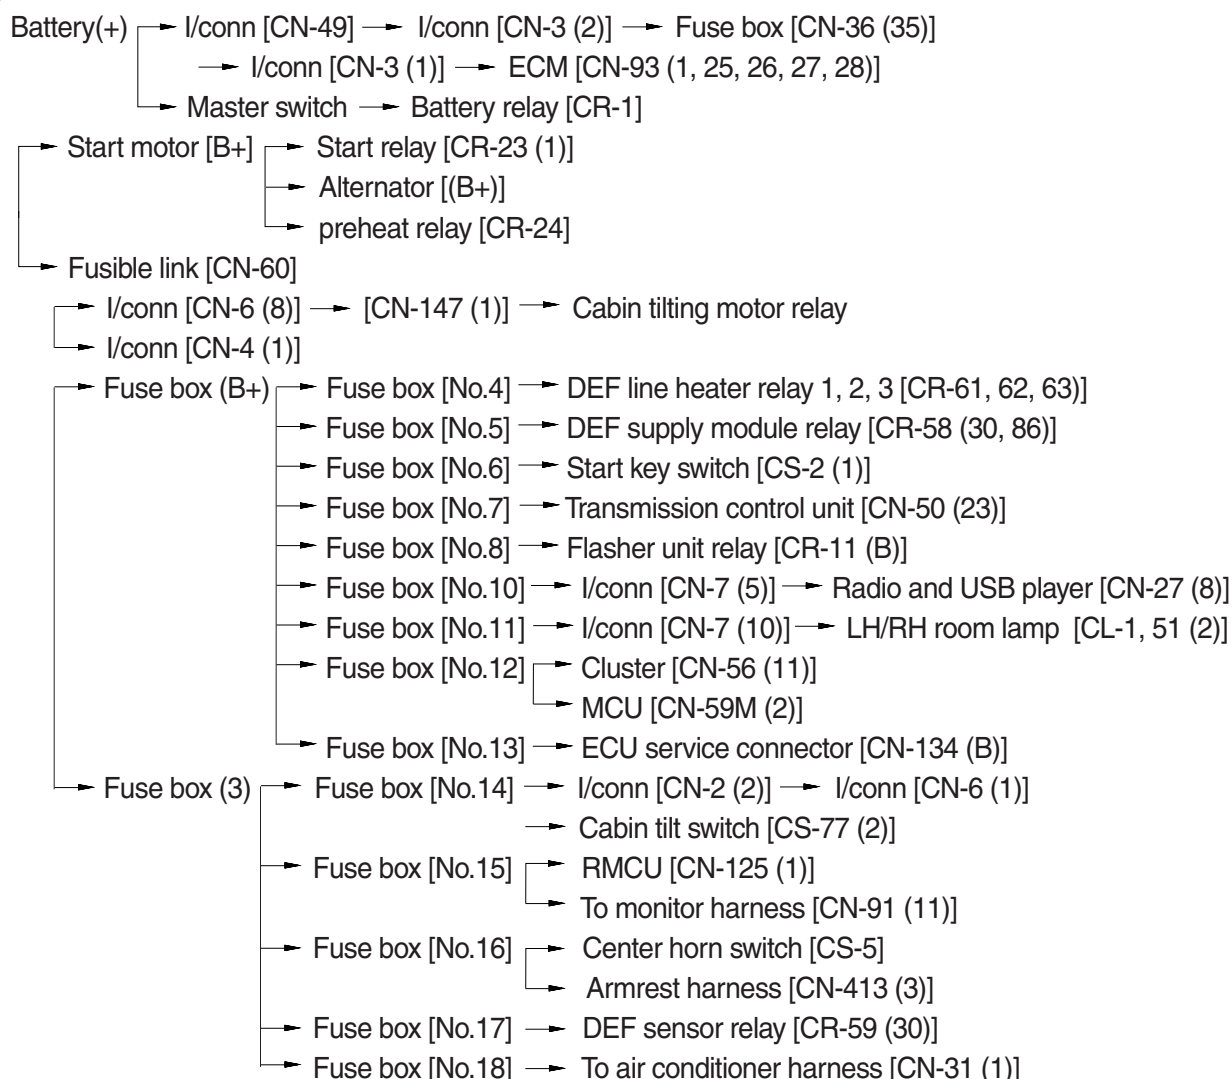 Battery(+) I/conn [CN-49] I/conn [CN-3 (2)] Fuse box [CN-36 (35)]
I/conn [CN-3 (1)] ECM [CN-93 (1, 25, 26, 27, 28)]
Master switch Battery relay [CR-1]
Start motor [B+] Start relay [CR-23 (1)]
Alternator [(B+)]
preheat relay [CR-24]
Fusible link [CN-60]
I/conn [CN-6 (8)] [CN-147 (1)] Cabin tilting motor relay
I/conn [CN-4 (1)]
Fuse box (B+) Fuse box [No.4] DEF line heater relay 1, 2, 3 [CR-61, 62, 63)]
Fuse box [No.5] DEF supply module relay [CR-58 (30, 86)]
Fuse box [No.6] Start key switch [CS-2 (1)]
Fuse box [No.7] Transmission control unit [CN-50 (23)]
Fuse box [No.8] Flasher unit relay [CR-11 (B)]
Fuse box [No.10] I/conn [CN-7 (5)] Radio and USB player [CN-27 (8)]
Fuse box [No.11] I/conn [CN-7 (10)] LH/RH room lamp [CL-1, 51 (2)]
Fuse box [No.12] Cluster [CN-56 (11)]
MCU [CN-59M (2)]
Fuse box [No.13] ECU service connector [CN-134 (B)]
Fuse box (3) Fuse box [No.14] I/conn [CN-2 (2)] I/conn [CN-6 (1)]
Cabin tilt switch [CS-77 (2)]
Fuse box [No.15] RMCU [CN-125 (1)]
To monitor harness [CN-91 (11)]
Fuse box [No.16] Center horn switch [CS-5]
Armrest harness [CN-413 (3)]
Fuse box [No.17] DEF sensor relay [CR-59 (30)]
Fuse box [No.18] To air conditioner harness [CN-31 (1)]